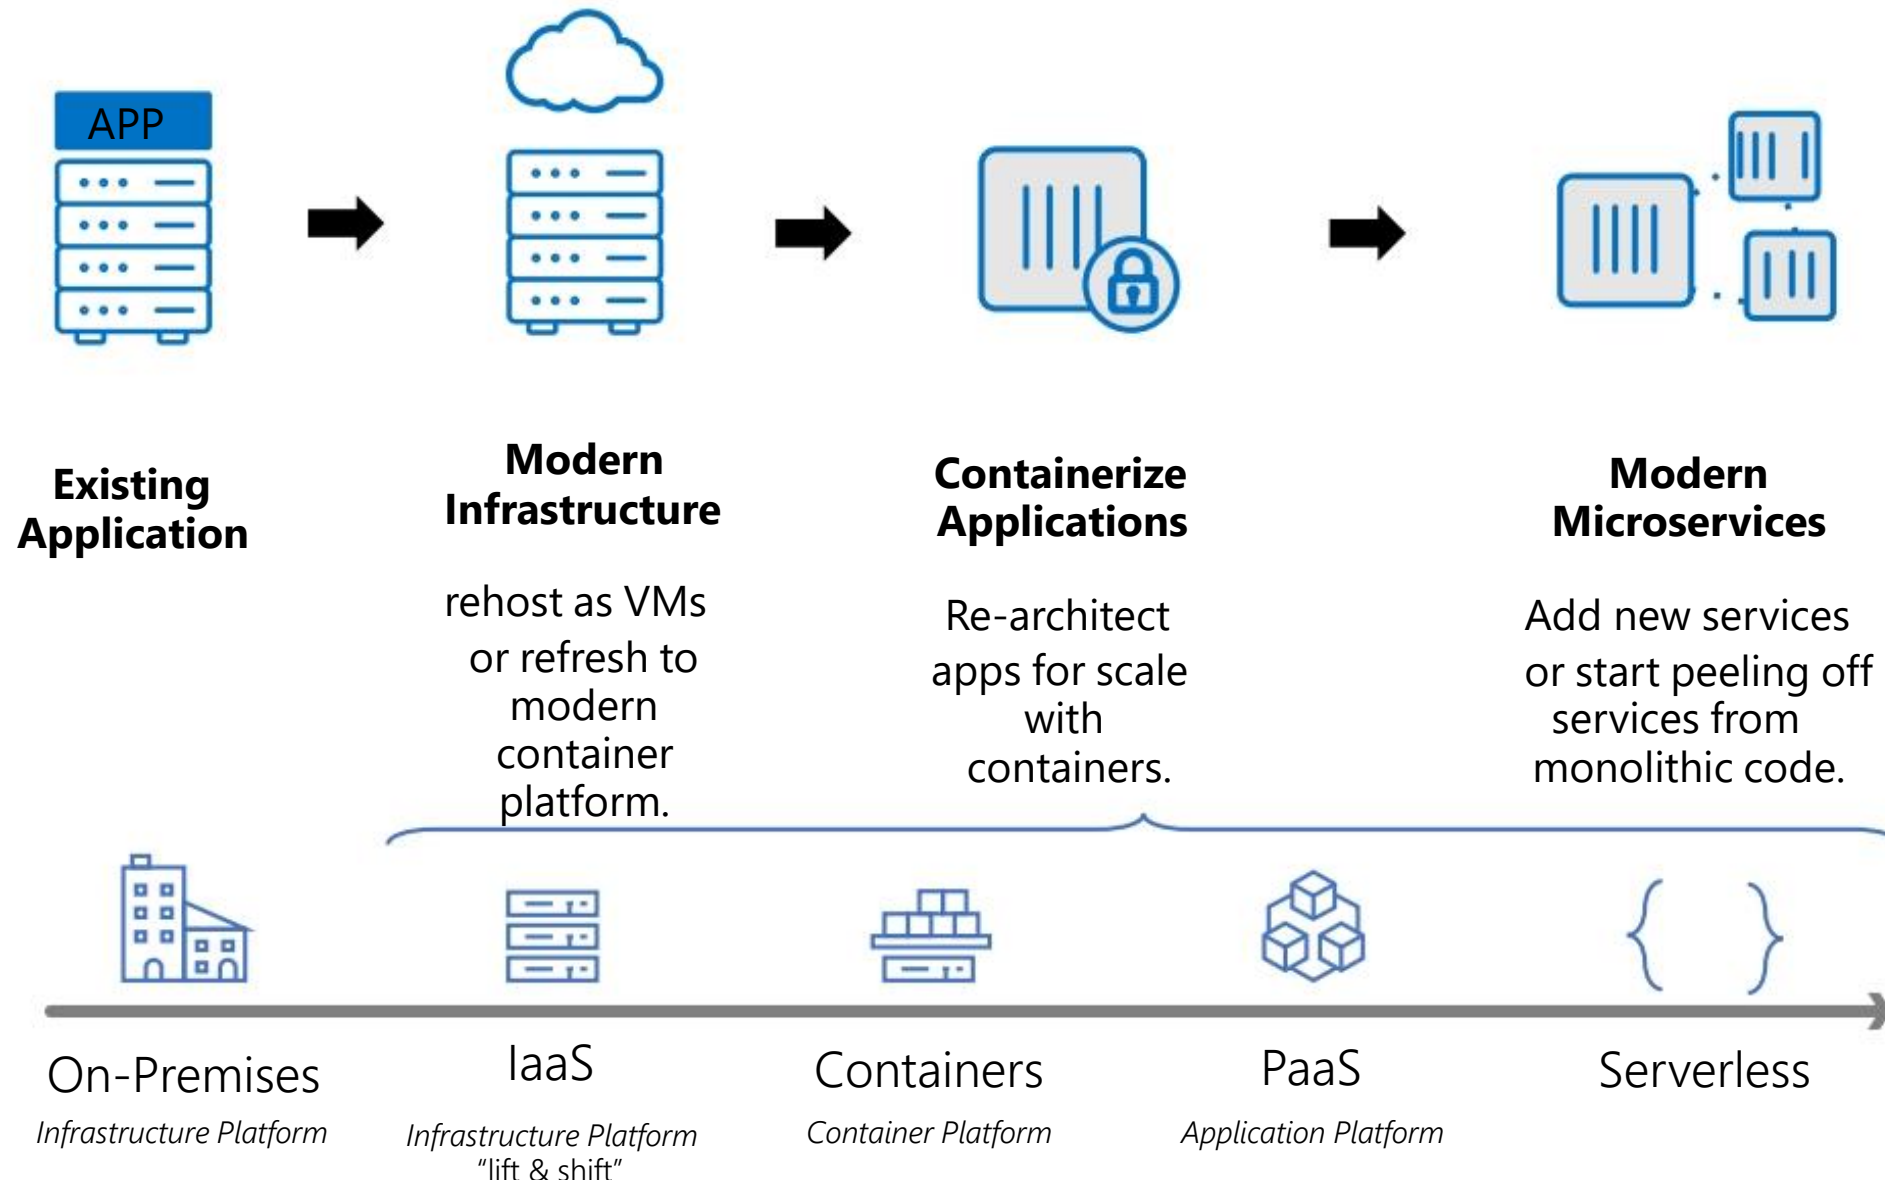 APP
Existing
Application
Modern
Infrastructure
rehost as VMs
or refresh to
modern
container
platform.
Containerize
Applications
Re-architect
apps for scale
with
containers.
Modern
Microservices
Add new services
or start peeling off
services from
monolithic code.
On-Premises
Infrastructure Platform
IaaS
Infrastructure Platform
“lift & shift”
Containers
Container Platform
PaaS
Application Platform
Serverless